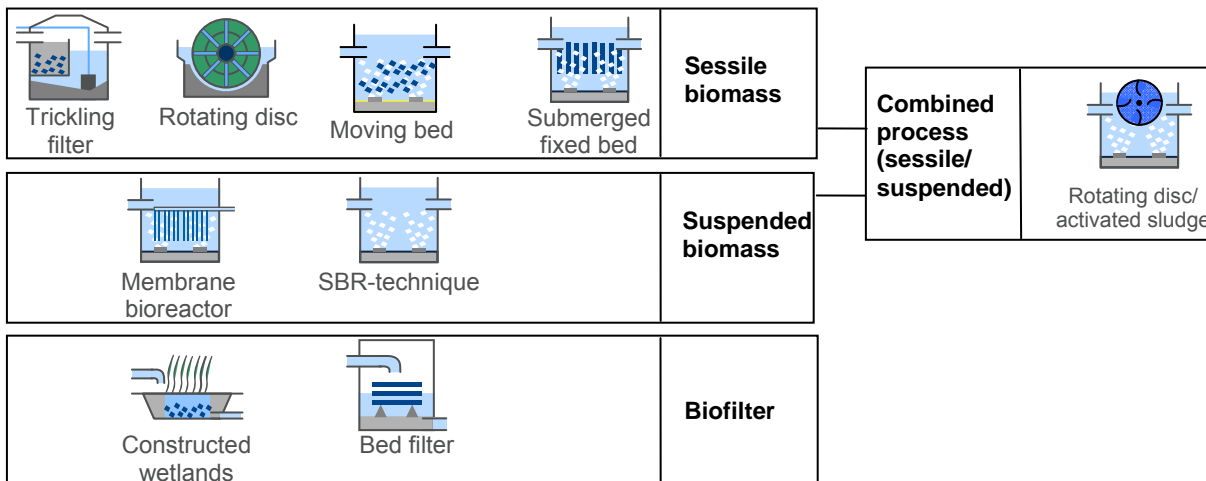 Trickling
filter
Rotating disc
Moving bed
Submerged
fixed bed
Sessile
biomass
Combined
process
(sessile/
suspended)
Rotating disc/
activated sludge
Membrane
bioreactor
SBR-technique
Suspended
biomass
Constructed
wetlands
Bed filter
Biofilter